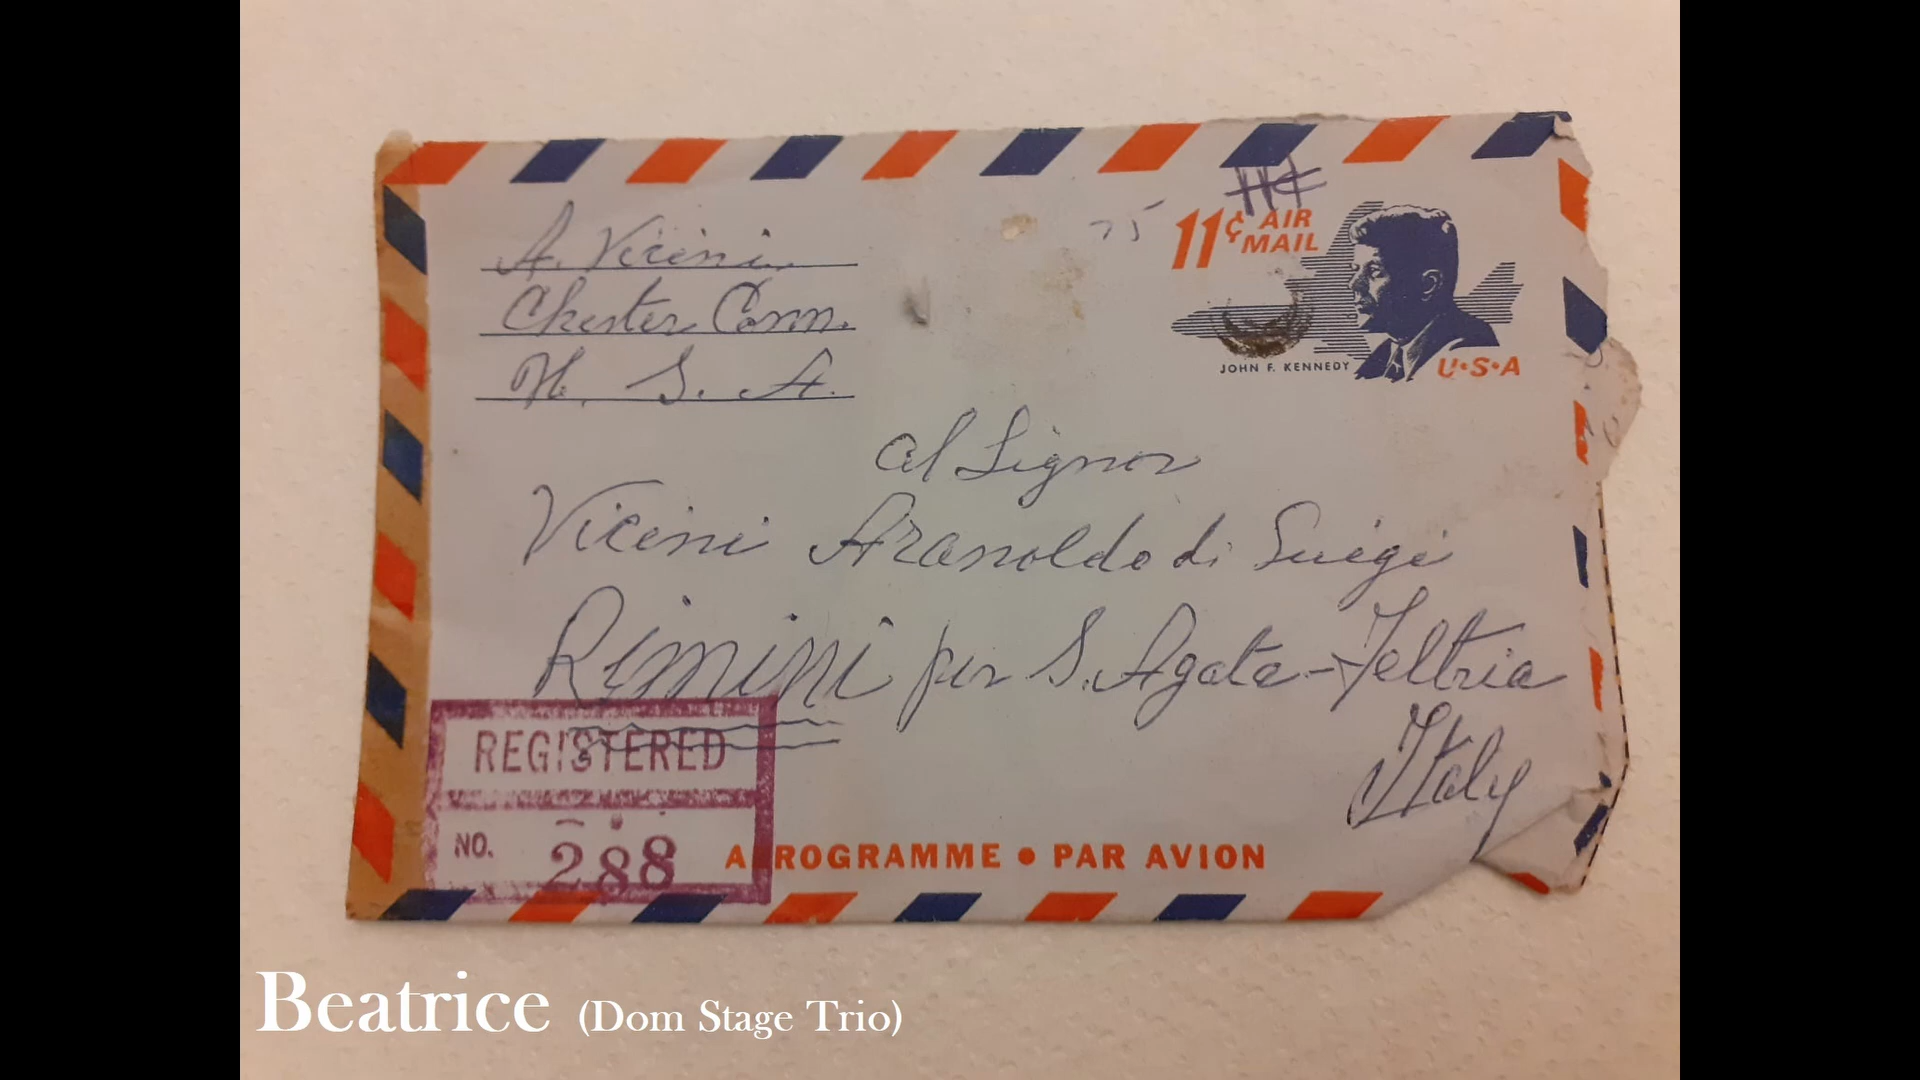 A. Vicini
Chester Conn.
U. S. A.
11¢
75
11¢ AIR
MAIL
JOHN F. KENNEDY
U·S·A
Al Signor
Vicini Aranoldo di Luigi
Rimini per S. Agata-Feltria
Italy
REGISTERED
NO. 288
AEROGRAMME • PAR AVION
Beatrice (Dom Stage Trio)